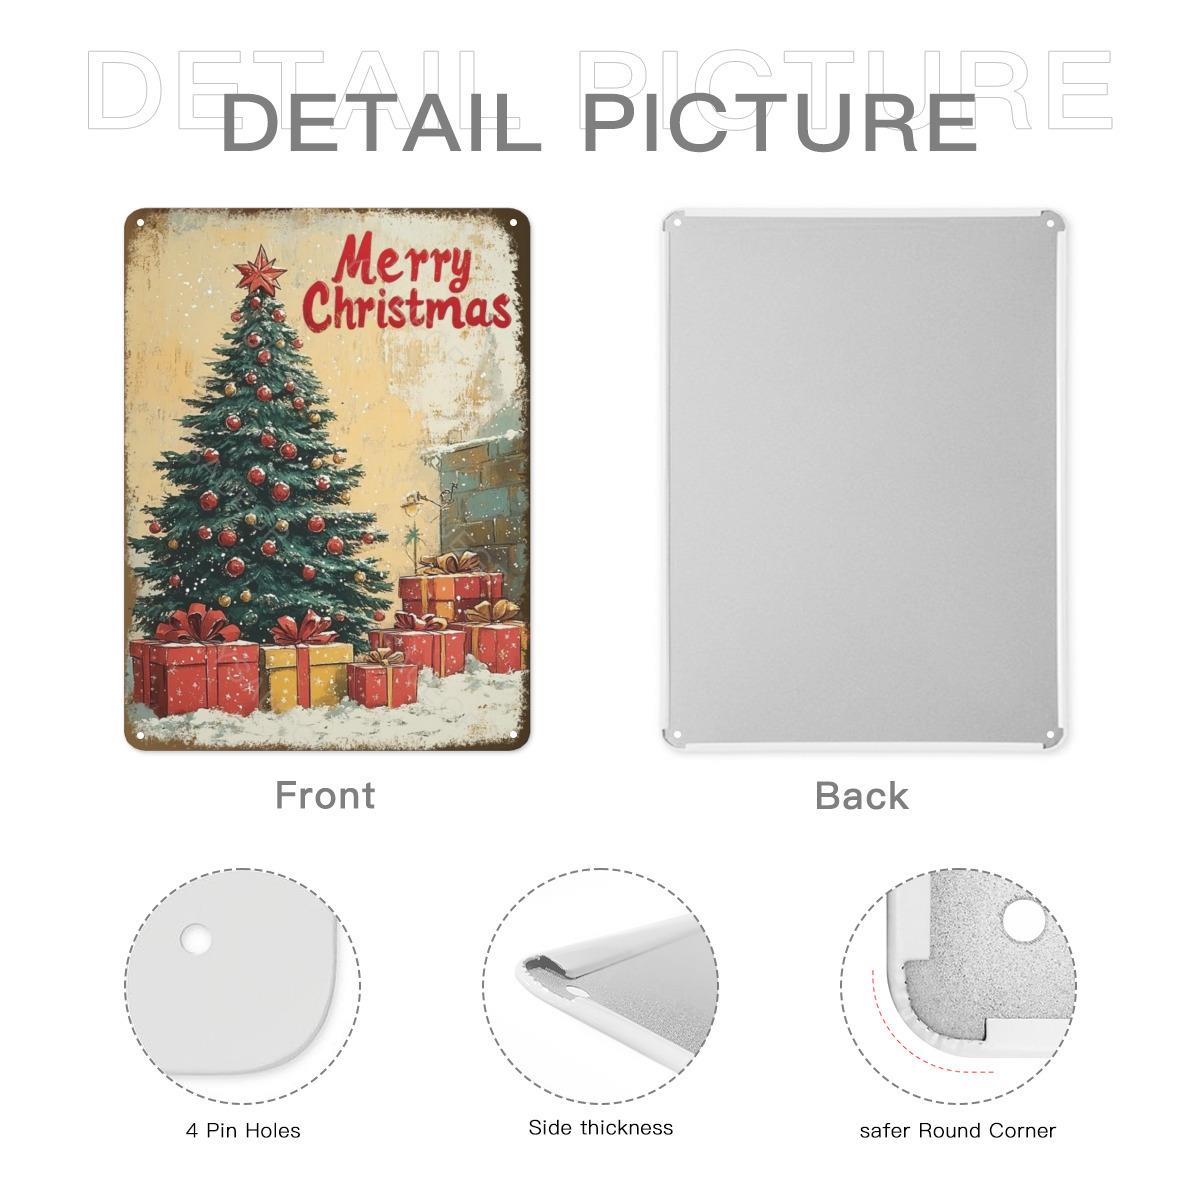 DETAIL PICTURE
DETAIL PICTURE
Merry
Christmas
Front
Back
4 Pin Holes
Side thickness
safer Round Corner